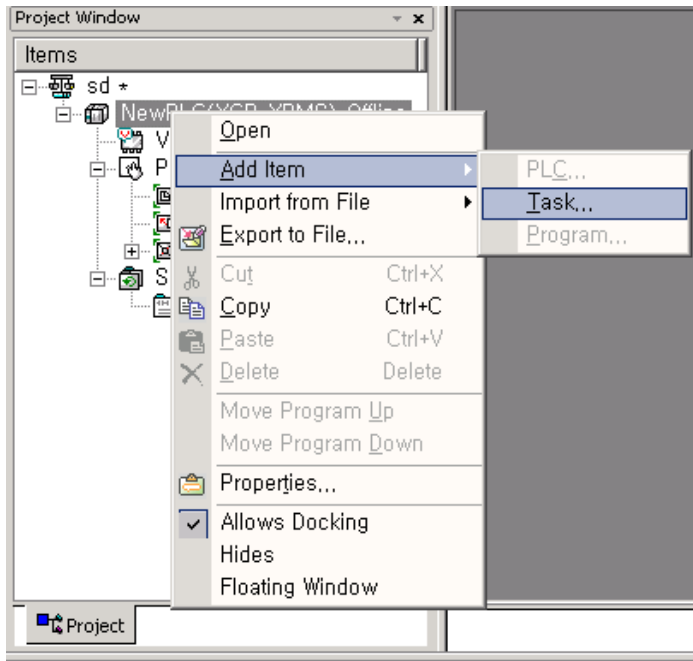 Project Window
Items
sd *
NewPLC(XGB-XBMS)-Offline
V
P
S
Open
Add Item
Import from File
Export to File...
Cut Ctrl+X
Copy Ctrl+C
Paste Ctrl+V
Delete Delete
Move Program Up
Move Program Down
Properties...
Allows Docking
Hides
Floating Window
PLC...
Task...
Program...
Project